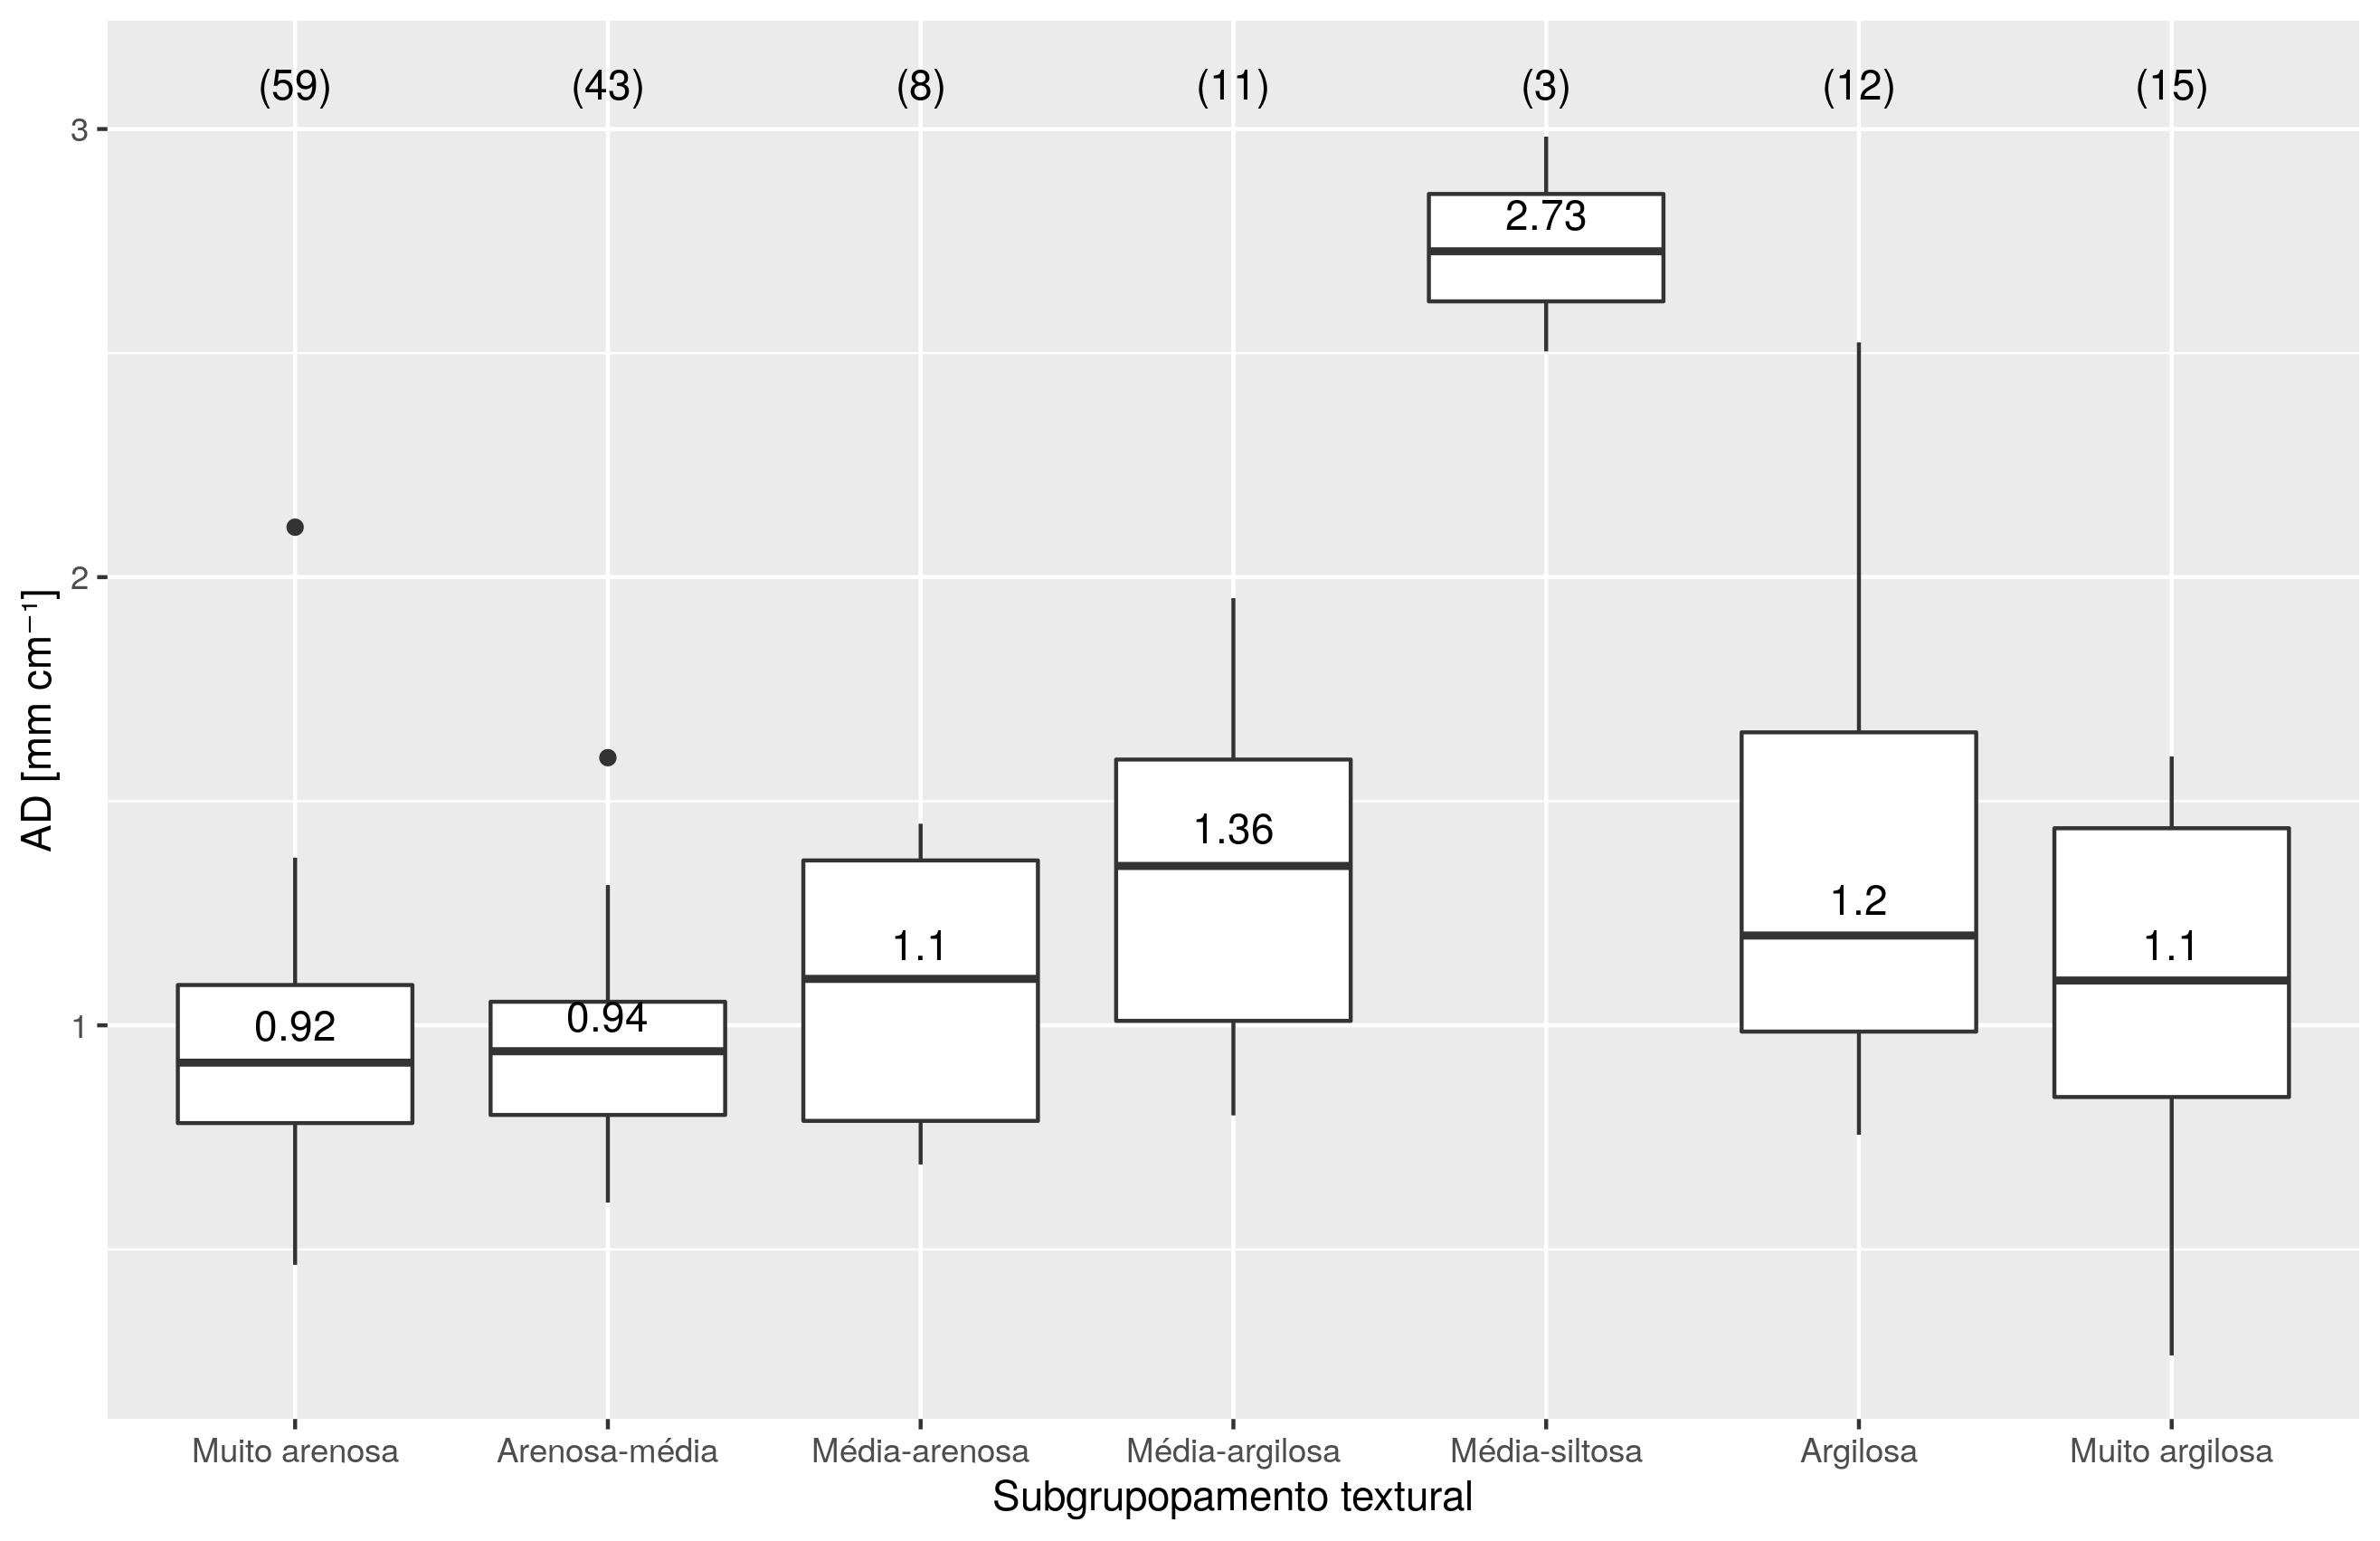 (59) (43) (8) (11) (3) (12) (15)
3
2.73
2
AD [mm cm⁻¹]
1.36
1.2
1.1 1.1
0.92 0.94
1
Muito arenosa Arenosa-média Média-arenosa Média-argilosa Média-siltosa Argilosa Muito argilosa
Subgrupopamento textural